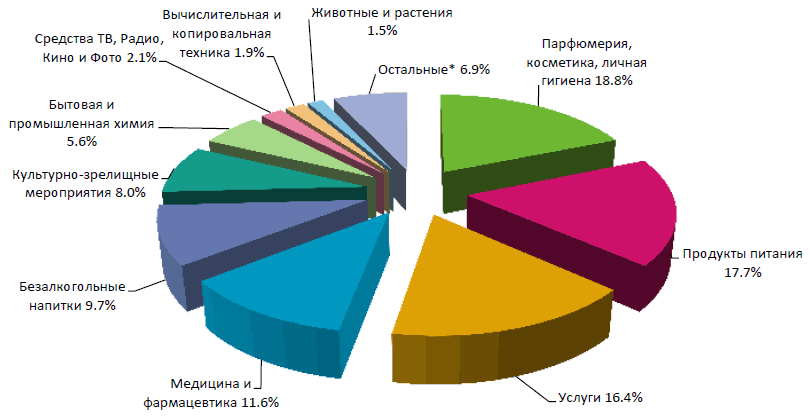 Вычислительная и
копировальная
техника 1.9%
Животные и растения
1.5%
Средства ТВ, Радио,
Кино и Фото 2.1%
Остальные* 6.9%
Парфюмерия,
косметика, личная
гигиена 18.8%
Бытовая и
промышленная химия
5.6%
Культурно-зрелищные
мероприятия 8.0%
Продукты питания
17.7%
Безалкогольные
напитки 9.7%
Медицина и
фармацевтика 11.6%
Услуги 16.4%